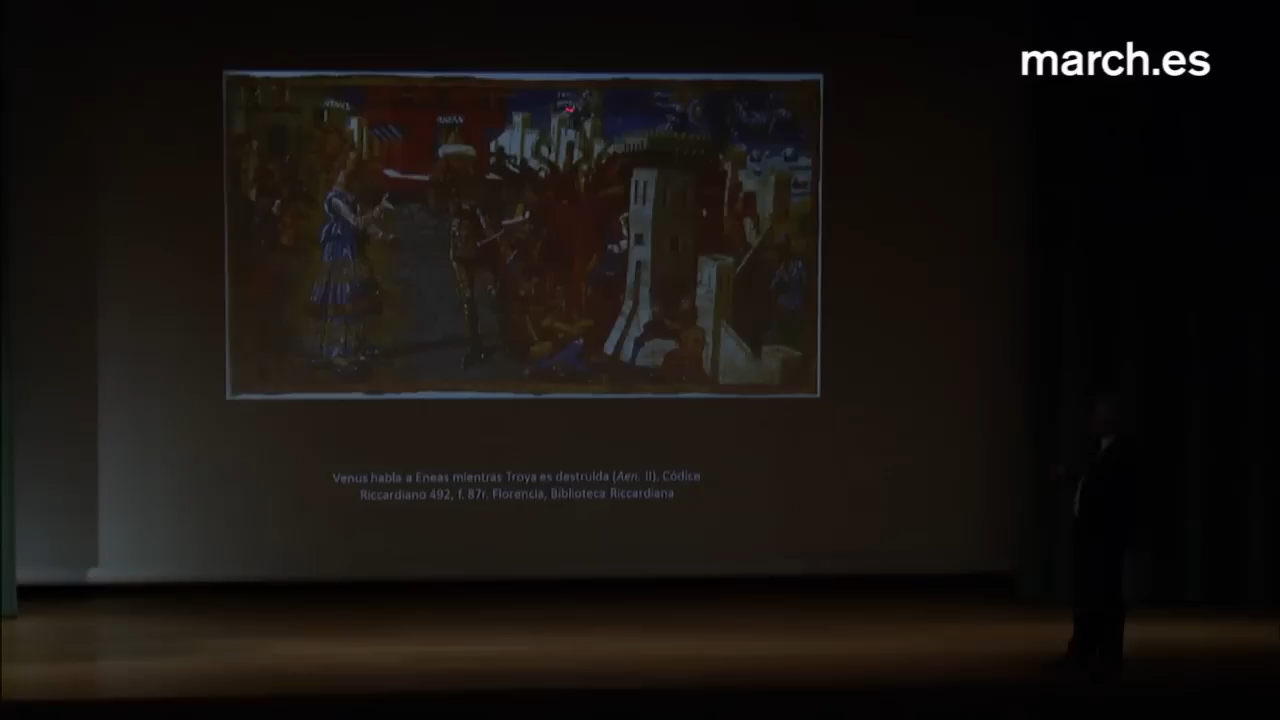 march.es
Venus habla a Eneas mientras Troya es destruida (Aen. II). Códice
Riccardiano 492, f. 87r. Florencia, Biblioteca Riccardiana